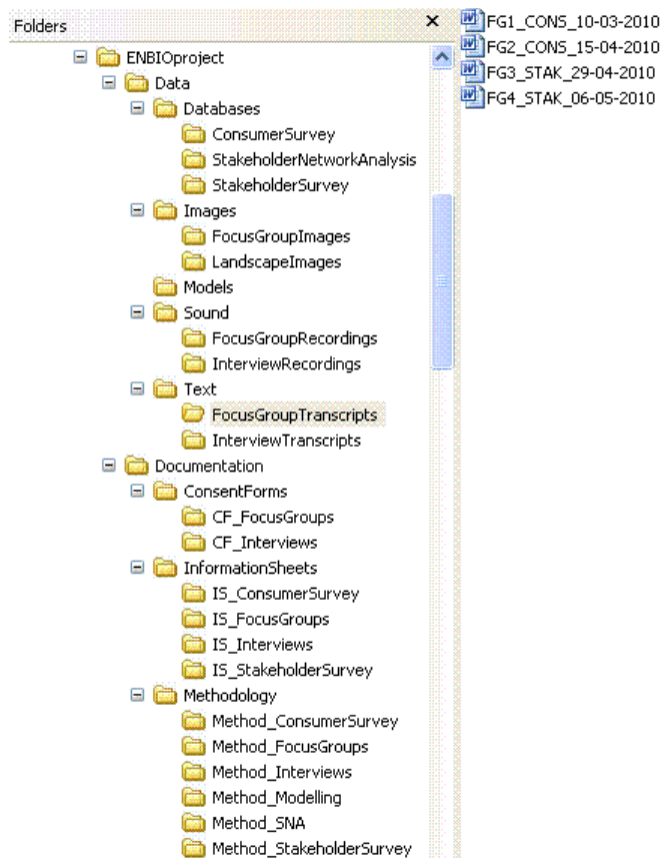 Folders
ENBIOproject
Data
Databases
ConsumerSurvey
StakeholderNetworkAnalysis
StakeholderSurvey
Images
FocusGroupImages
LandscapeImages
Models
Sound
FocusGroupRecordings
InterviewRecordings
Text
FocusGroupTranscripts
InterviewTranscripts
Documentation
ConsentForms
CF_FocusGroups
CF_Interviews
InformationSheets
IS_ConsumerSurvey
IS_FocusGroups
IS_Interviews
IS_StakeholderSurvey
Methodology
Method_ConsumerSurvey
Method_FocusGroups
Method_Interviews
Method_Modelling
Method_SNA
Method_StakeholderSurvey
FG1_CONS_10-03-2010
FG2_CONS_15-04-2010
FG3_STAK_29-04-2010
FG4_STAK_06-05-2010